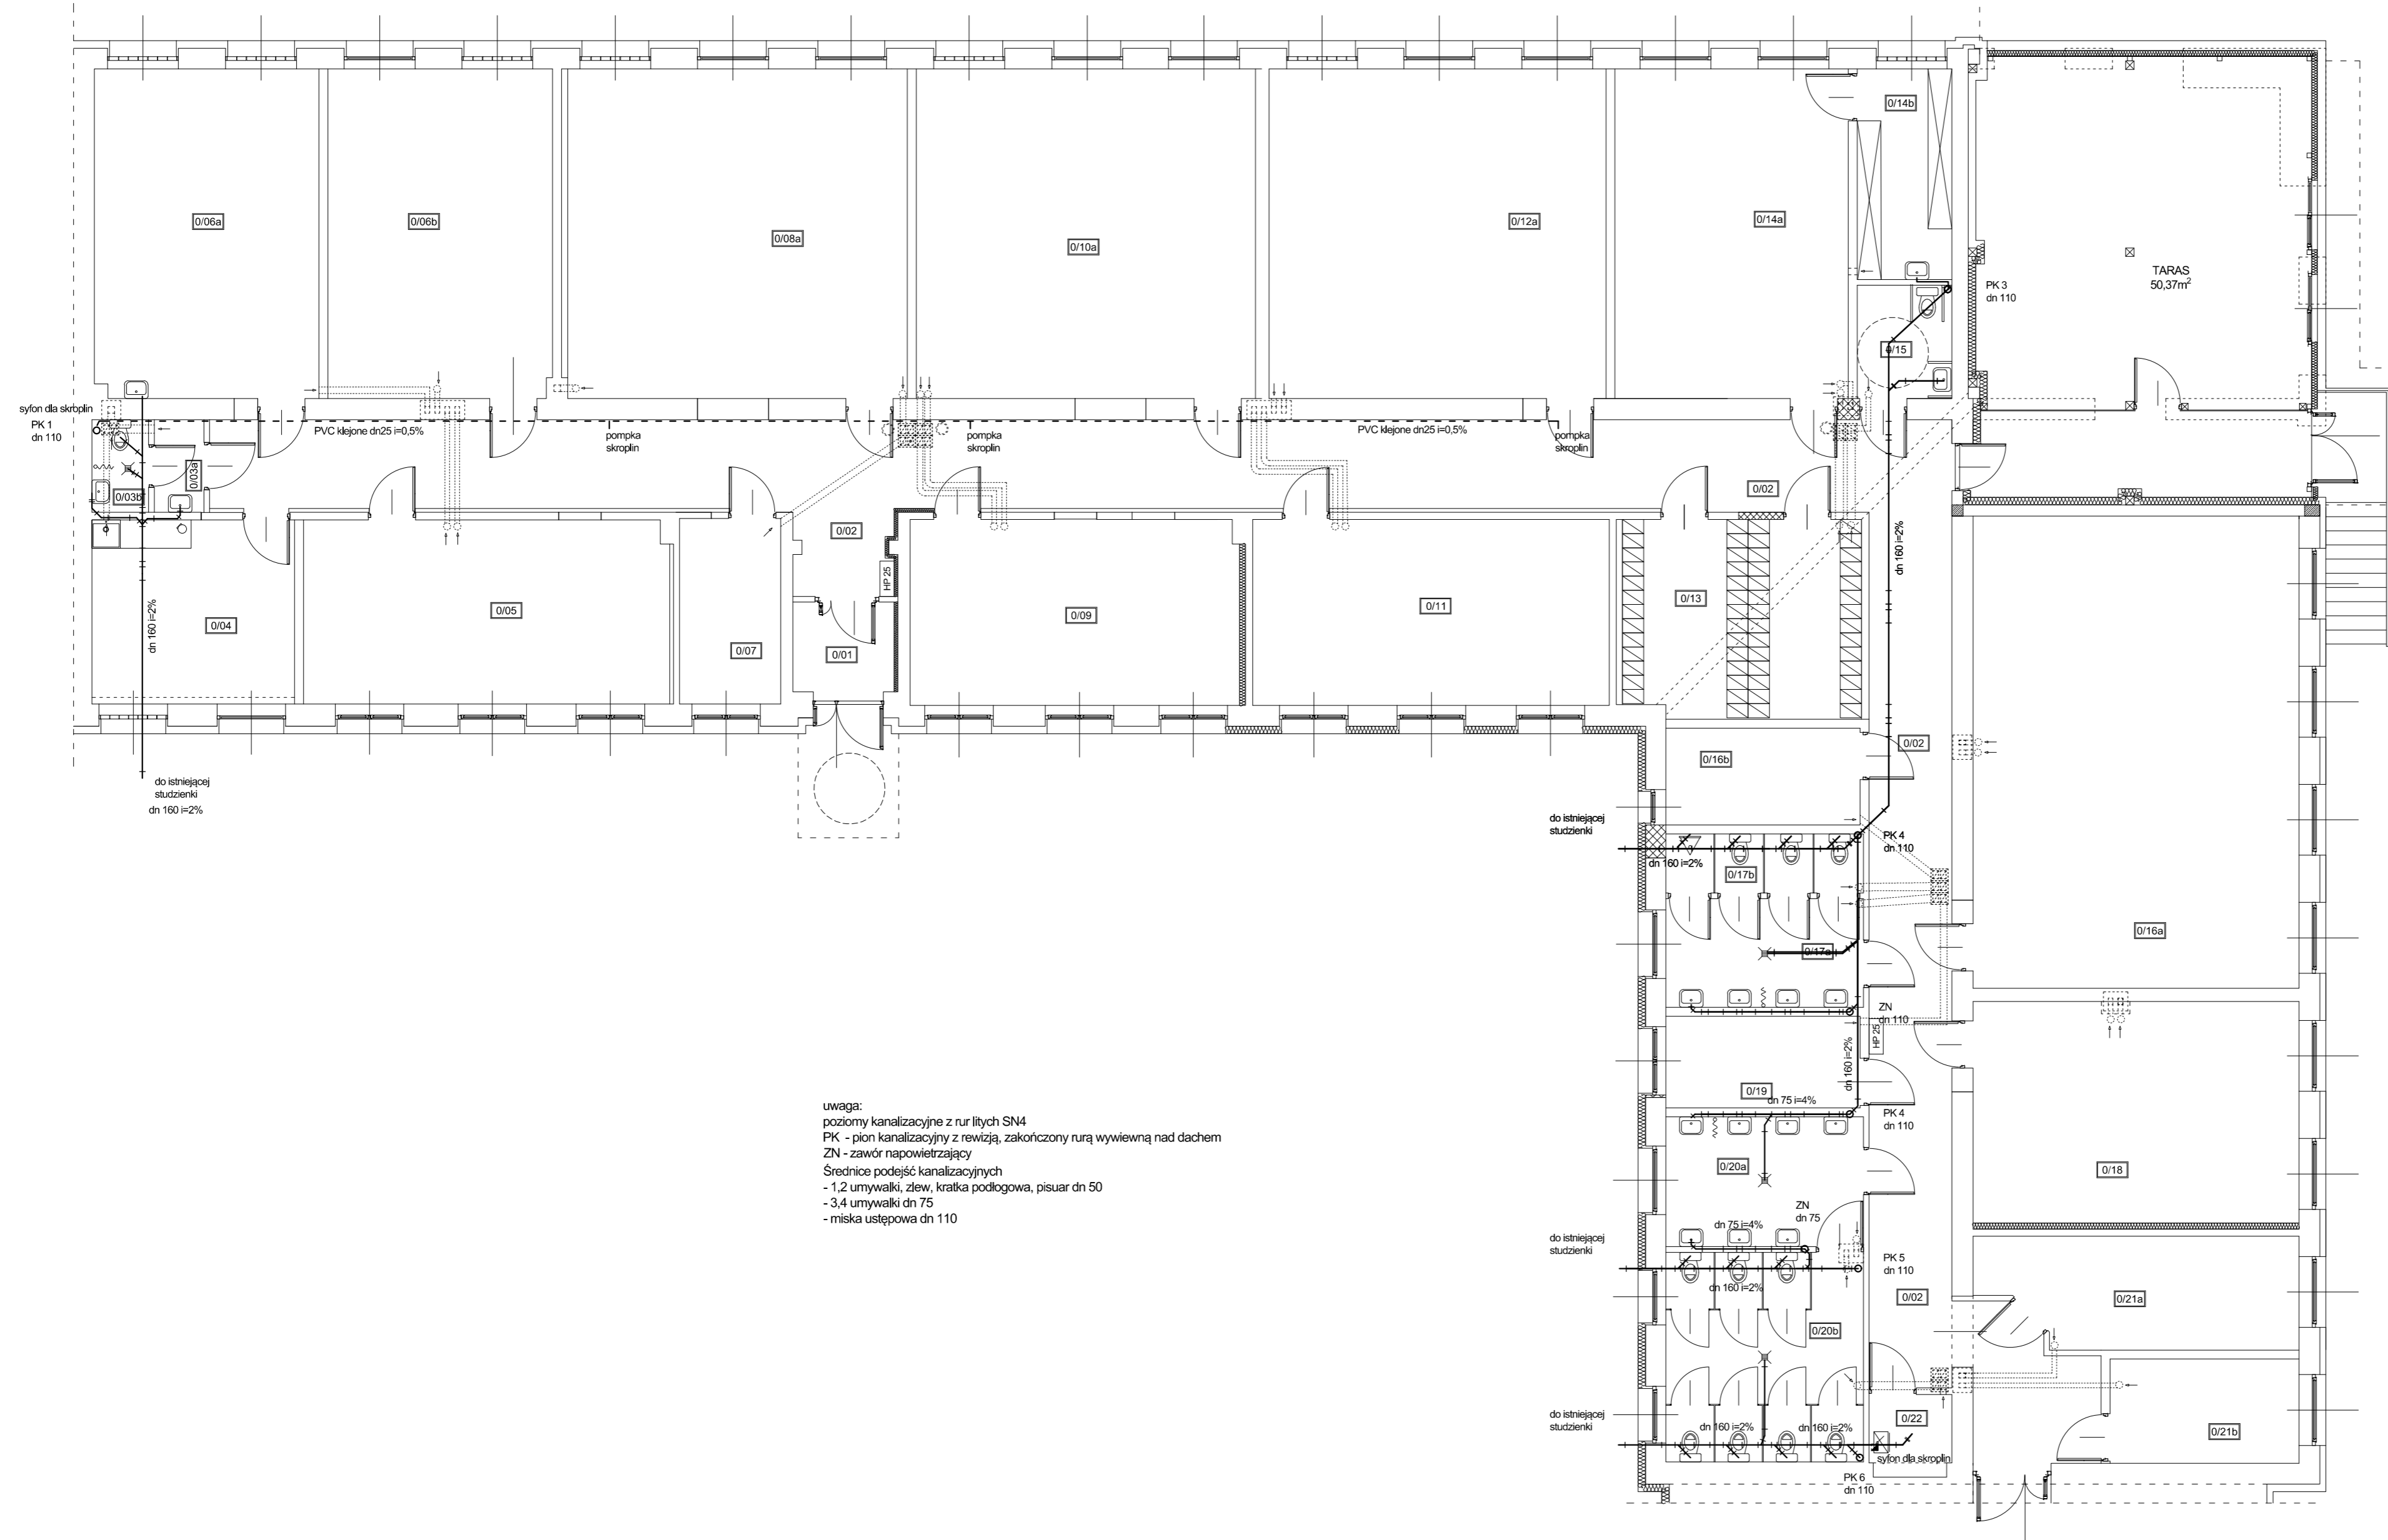 0/14b
0/06a
0/06b
0/08a
0/10a
0/12a
0/14a
TARAS
50,37m²
PK 3
dn 110
0/15
syfon dla skroplin
PK 1
dn 110
PVC klejone dn25 i=0,5%
pompka
skroplin
pompka
skroplin
PVC klejone dn25 i=0,5%
pompka
skroplin
0/03a
0/03b
0/02
0/02
dn 160 i=2%
HP 25
dn 160 i=2%
0/04
0/05
0/07
0/01
0/09
0/11
0/13
do istniejącej
studzienki
dn 160 i=2%
0/16b
0/02
do istniejącej
studzienki
PK 4
dn 110
dn 160 i=2%
0/17b
0/17a
0/16a
ZN
dn 110
HP 25
dn 160 i=2%
0/19
dn 75 i=4%
PK 4
dn 110
0/20a
0/18
ZN
dn 75
dn 75 i=4%
do istniejącej
studzienki
PK 5
dn 110
dn 160 i=2%
0/02
0/21a
0/20b
do istniejącej
studzienki
dn 160 i=2%
dn 160 i=2%
0/22
0/21b
syfon dla skroplin
PK 6
dn 110
uwaga:
poziomy kanalizacyjne z rur litych SN4
PK - pion kanalizacyjny z rewizją, zakończony rurą wywiewną nad dachem
ZN - zawór napowietrzający
Średnice podejść kanalizacyjnych
- 1,2 umywalki, zlew, kratka podłogowa, pisuar dn 50
- 3,4 umywalki dn 75
- miska ustępowa dn 110